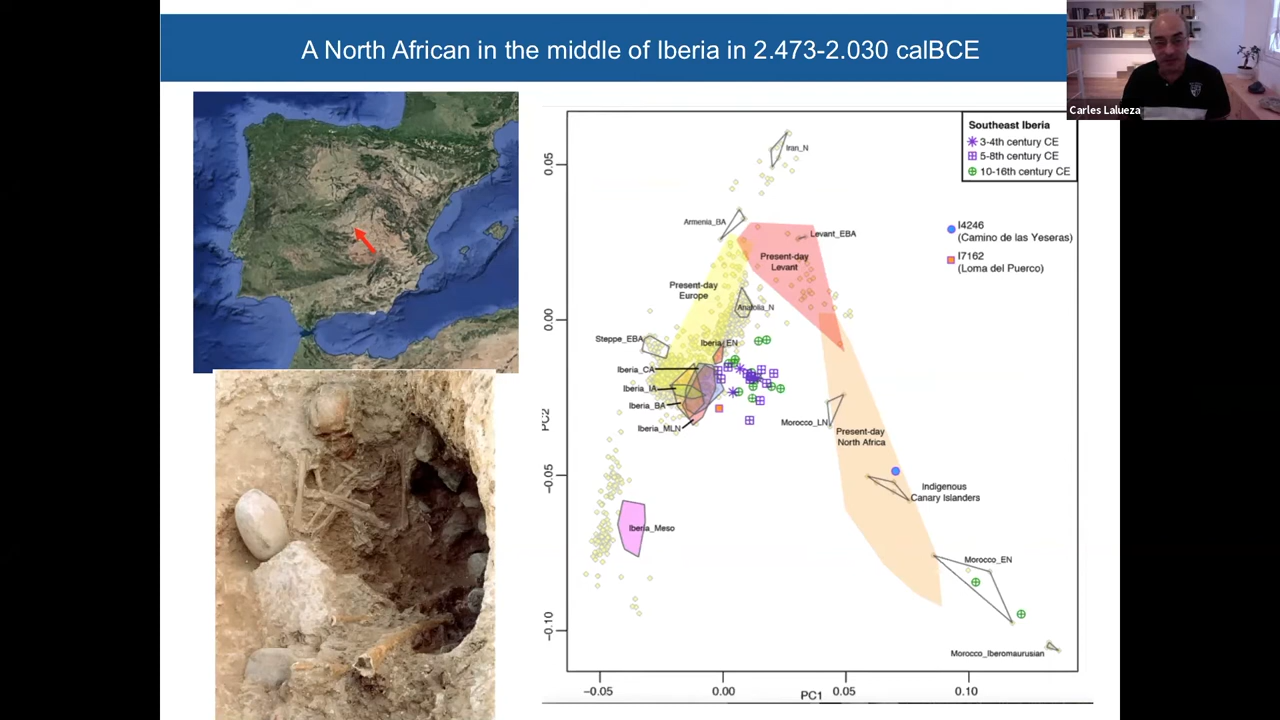 A North African in the middle of Iberia in 2.473-2.030 calBCE
Carles Lalueza
Southeast Iberia
3-4th century CE
5-8th century CE
10-16th century CE
I4246
(Camino de las Yeseras)
I7162
(Loma del Puerco)
Iran_N
Armenia_BA
Levant_EBA
Present-day
Levant
Present-day
Europe
Anatolia_N
Steppe_EBA
Iberia_EN
Iberia_CA
Iberia_IA
Iberia_BA
Iberia_MLN
Morocco_LN
Present-day
North Africa
Indigenous
Canary Islanders
Iberia_Meso
Morocco_EN
Morocco_Iberomaurusian
0.05
0.00
−0.05
−0.10
PC2
−0.05
0.00
0.05
0.10
PC1